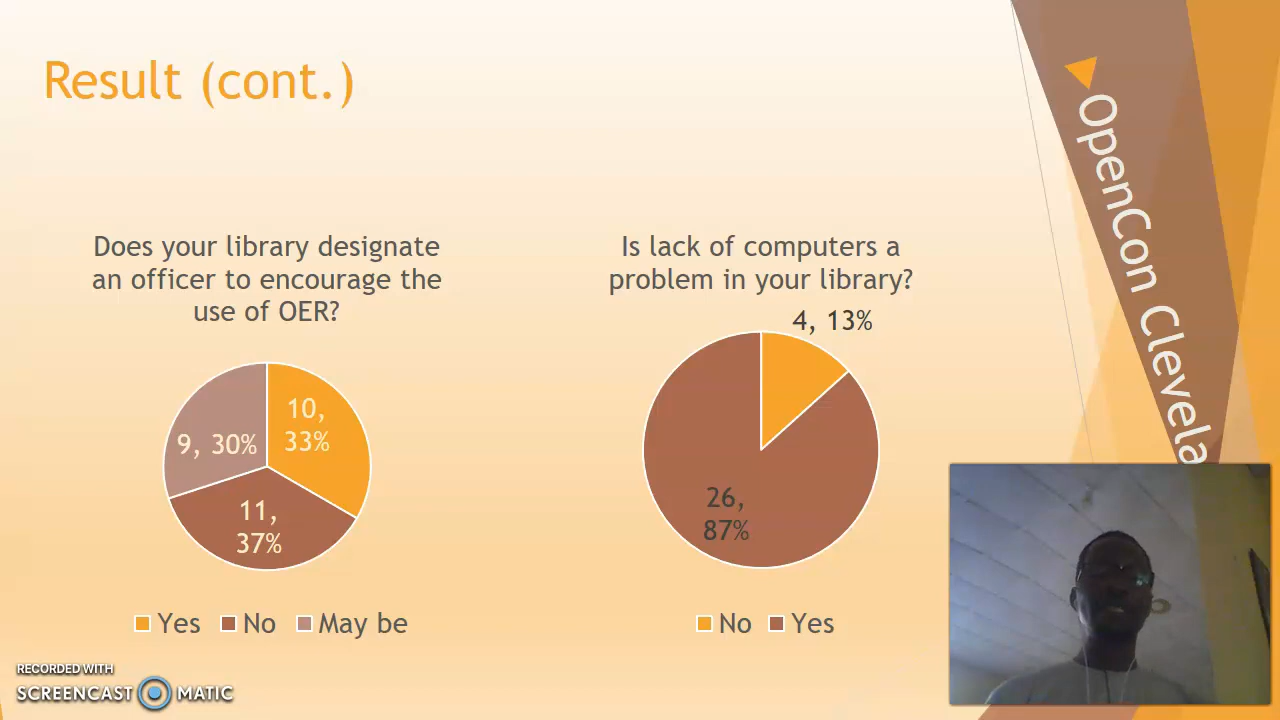 Result (cont.)
OpenCon Clevela
Does your library designate
an officer to encourage the
use of OER?
10,
33%
9, 30%
11,
37%
Yes No May be
Is lack of computers a
problem in your library?
4, 13%
26,
87%
No Yes
RECORDED WITH
SCREENCAST MATIC